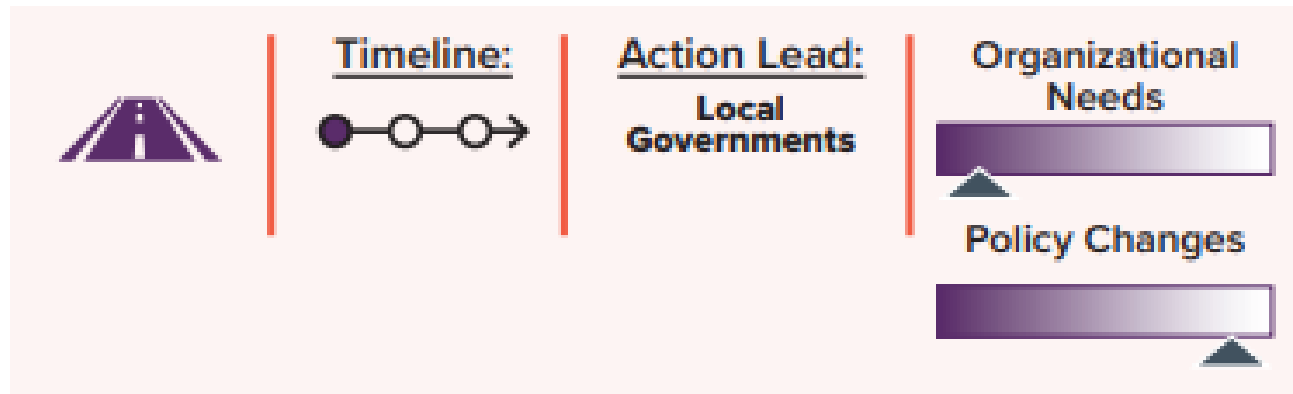 Timeline:
Action Lead:
Local
Governments
Organizational
Needs
Policy Changes